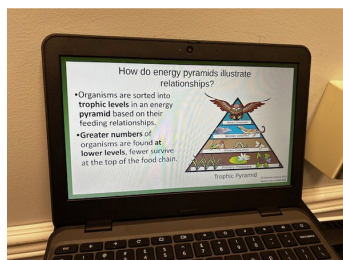 How do energy pyramids illustrate
relationships?
•Organisms are sorted into
trophic levels in an energy
pyramid based on their
feeding relationships.
•Greater numbers of
organisms are found at
lower levels, fewer survive
at the top of the food chain.
Trophic Pyramid